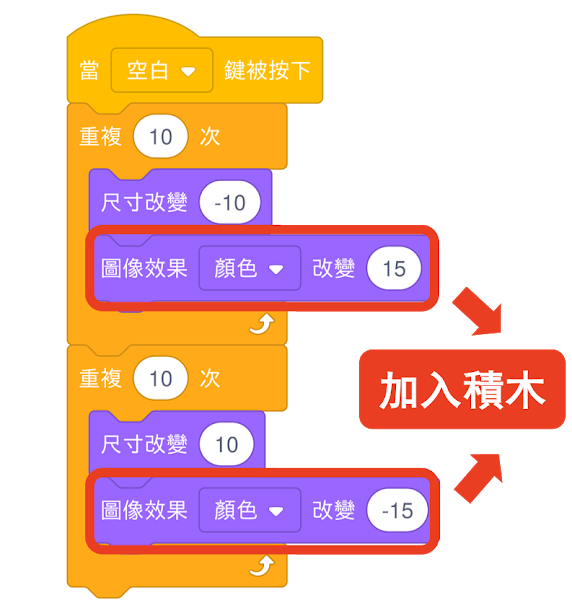 當 空白 鍵被按下
重複 10 次
尺寸改變 -10
圖像效果 顏色 改變 15
加入積木
重複 10 次
尺寸改變 10
圖像效果 顏色 改變 -15